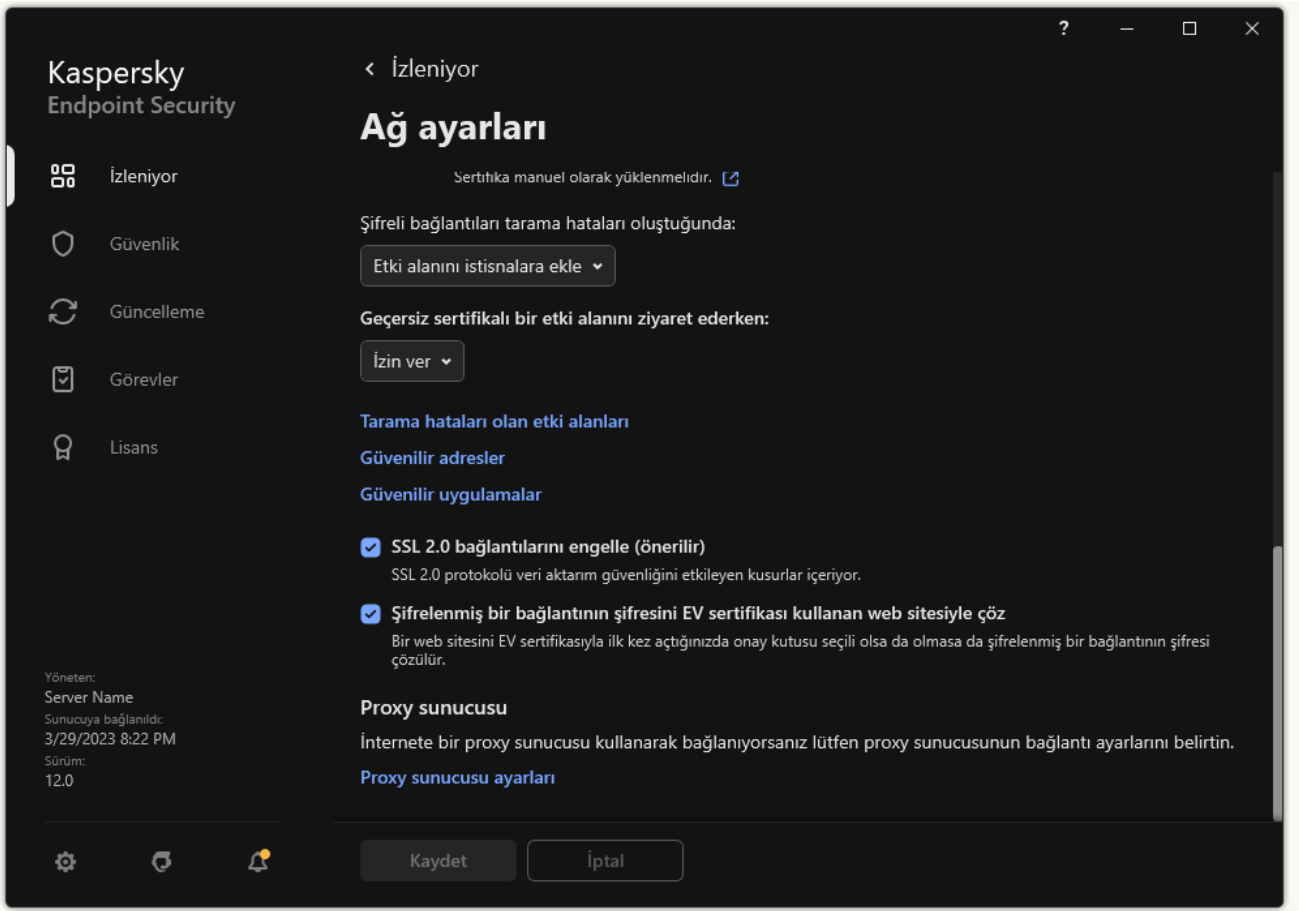 ?
Kaspersky
Endpoint Security
İzleniyor
Güvenlik
Güncelleme
Görevler
Lisans
Yöneten:
Server Name
Sunucuya bağlanıldı:
3/29/2023 8:22 PM
Sürüm:
12.0
İzleniyor
Ağ ayarları
Sertifika manuel olarak yüklenmelidir.
Şifreli bağlantıları tarama hataları oluştuğunda:
Etki alanını istisnalara ekle
Geçersiz sertifikalı bir etki alanını ziyaret ederken:
İzin ver
Tarama hataları olan etki alanları
Güvenilir adresler
Güvenilir uygulamalar
SSL 2.0 bağlantılarını engelle (önerilir)
SSL 2.0 protokolü veri aktarım güvenliğini etkileyen kusurlar içeriyor.
Şifrelenmiş bir bağlantının şifresini EV sertifikası kullanan web sitesiyle çöz
Bir web sitesini EV sertifikasıyla ilk kez açtığınızda onay kutusu seçili olsa da olmasa da şifrelenmiş bir bağlantının şifresi
çözülür.
Proxy sunucusu
İnternete bir proxy sunucusu kullanarak bağlanıyorsanız lütfen proxy sunucusunun bağlantı ayarlarını belirtin.
Proxy sunucusu ayarları
Kaydet
İptal